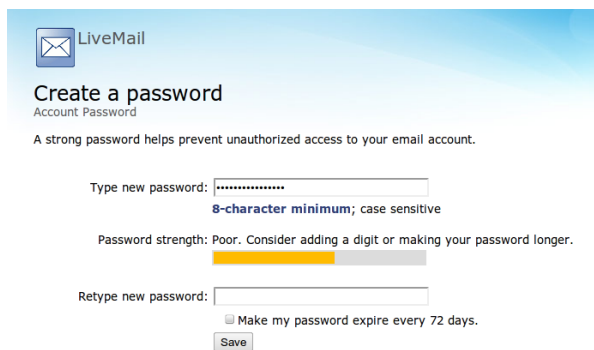 LiveMail
Create a password
Account Password
A strong password helps prevent unauthorized access to your email account.
Type new password: ••••••••••••••••
8-character minimum; case sensitive
Password strength: Poor. Consider adding a digit or making your password longer.
Retype new password:
Make my password expire every 72 days.
Save